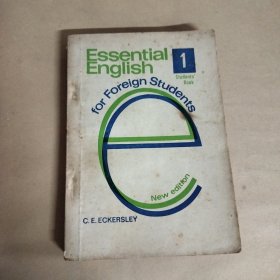 Essential
English
1
Students'
Book
for Foreign Students
e
New edition
C. E. ECKERSLEY